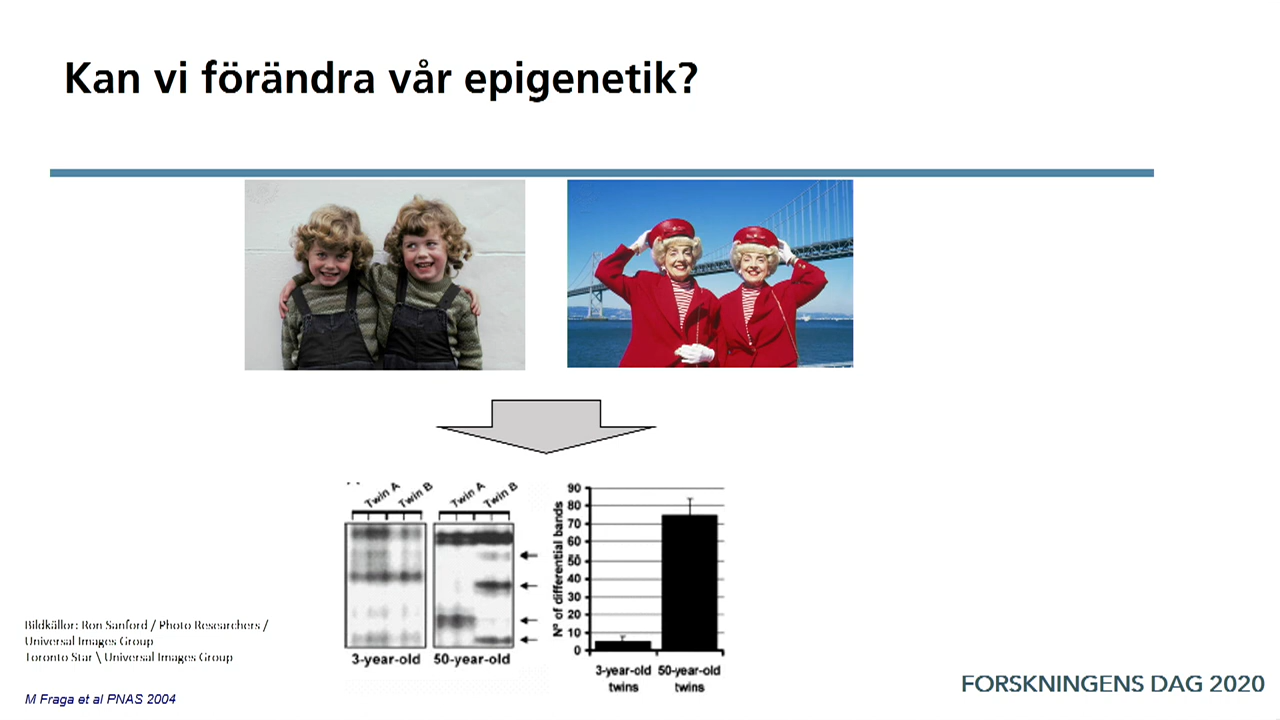 Kan vi förändra vår epigenetik?
Twin A
Twin B
Twin A
Twin B
3-year-old
50-year-old
Nº of differential bands
90
80
70
60
50
40
30
20
10
0
3-year-old twins
50-year-old twins
Bildkällor: Ron Sanford / Photo Researchers /
Universal Images Group
Toronto Star \ Universal Images Group
M Fraga et al PNAS 2004
FORSKNINGENS DAG 2020